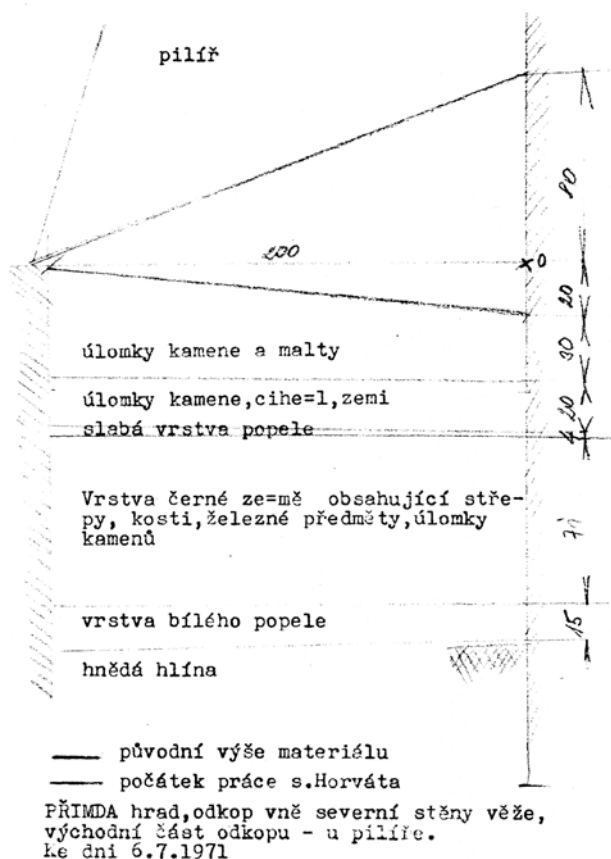 pilíř
80
200
0
20
30
úlomky kamene a malty
20
úlomky kamene,cihe=l,zemi
slabá vrstva popele
4
Vrstva černé ze=mě obsahující stře-
py, kosti,železné předměty,úlomky
kamenů
vrstva bílého popele
15
hnědá hlína
původní výše materiálu
počátek práce s.Horváta
PŘIMDA hrad,odkop vně severní stěny věže,
východní část odkopu - u pilíře.
Ke dni 6.7.1971